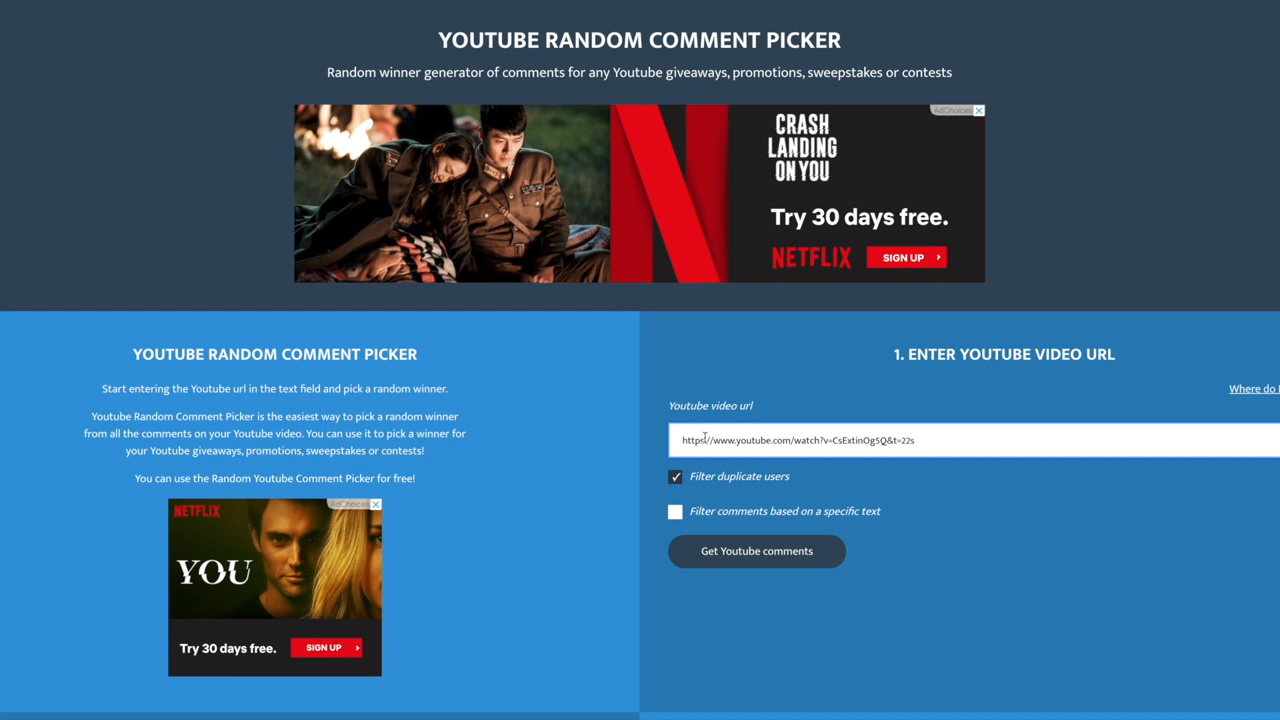 YOUTUBE RANDOM COMMENT PICKER
Random winner generator of comments for any Youtube giveaways, promotions, sweepstakes or contests
AdChoices
CRASH
LANDING
ON YOU
Try 30 days free.
NETFLIX
SIGN UP
YOUTUBE RANDOM COMMENT PICKER
Start entering the Youtube url in the text field and pick a random winner.
Youtube Random Comment Picker is the easiest way to pick a random winner
from all the comments on your Youtube video. You can use it to pick a winner for
your Youtube giveaways, promotions, sweepstakes or contests!
You can use the Random Youtube Comment Picker for free!
AdChoices
NETFLIX
YOU
Try 30 days free.
SIGN UP
1. ENTER YOUTUBE VIDEO URL
Where do
Youtube video url
https://www.youtube.com/watch?v=CsExtinOg5Q&t=22s
Filter duplicate users
Filter comments based on a specific text
Get Youtube comments